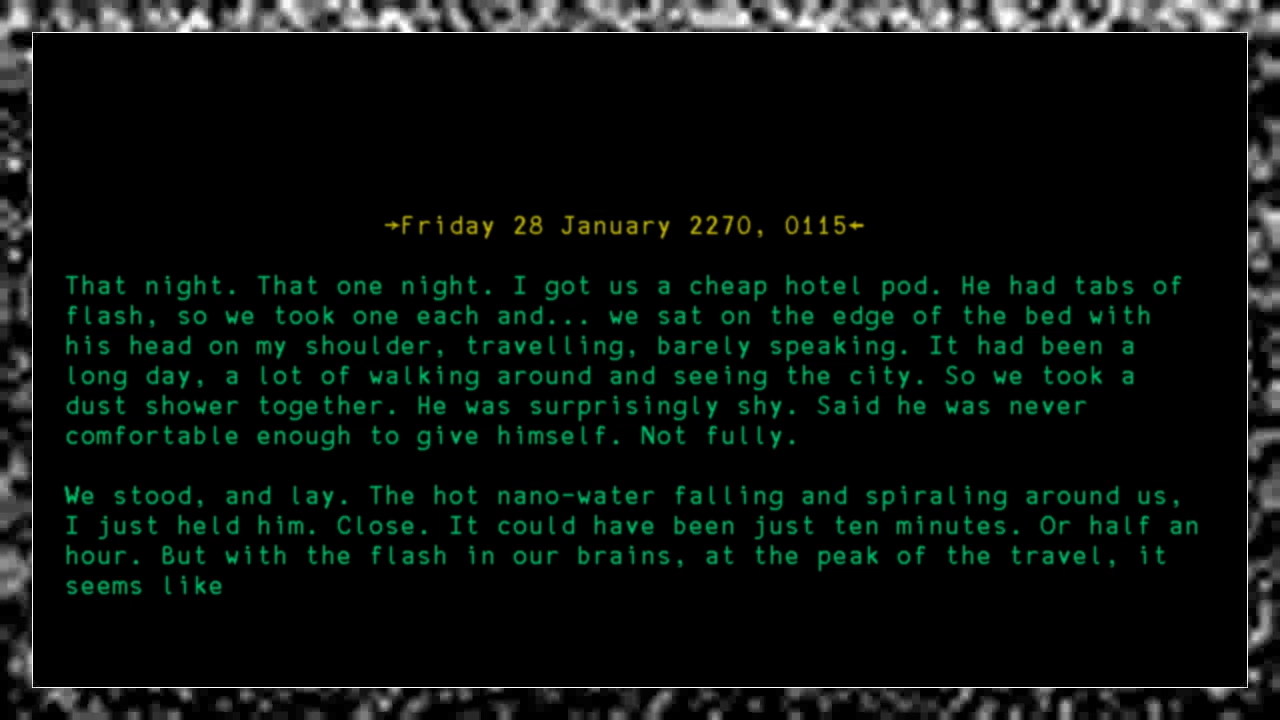 →Friday 28 January 2270, 0115←
That night. That one night. I got us a cheap hotel pod. He had tabs of
flash, so we took one each and... we sat on the edge of the bed with
his head on my shoulder, travelling, barely speaking. It had been a
long day, a lot of walking around and seeing the city. So we took a
dust shower together. He was surprisingly shy. Said he was never
comfortable enough to give himself. Not fully.
We stood, and lay. The hot nano-water falling and spiraling around us,
I just held him. Close. It could have been just ten minutes. Or half an
hour. But with the flash in our brains, at the peak of the travel, it
seems like